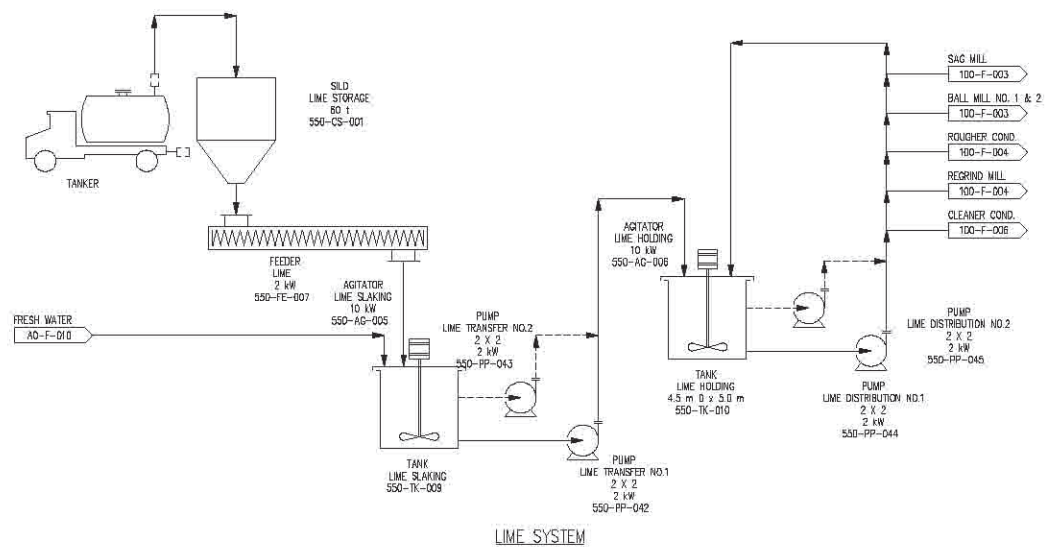 SAG MILL
100-F-003
BALL MILL NO. 1 & 2
100-F-003
ROUGHER COND.
100-F-004
REGRIND MILL
100-F-004
CLEANER COND.
100-F-006
SILO
LIME STORAGE
60 t
550-CS-001
TANKER
FEEDER
LIME
2 kW
550-FE-007
AGITATOR
LIME HOLDING
10 kW
550-AG-006
AGITATOR
LIME SLAKING
10 kW
550-AG-005
FRESH WATER
A0-F-010
PUMP
LIME TRANSFER NO.2
2 X 2
2 kW
550-PP-043
PUMP
LIME DISTRIBUTION NO.2
2 X 2
2 kW
550-PP-045
TANK
LIME HOLDING
4.5 m D x 5.0 m
550-TK-010
PUMP
LIME DISTRIBUTION NO.1
2 X 2
2 kW
550-PP-044
TANK
LIME SLAKING
550-TK-009
PUMP
LIME TRANSFER NO.1
2 X 2
2 kW
550-PP-042
LIME SYSTEM